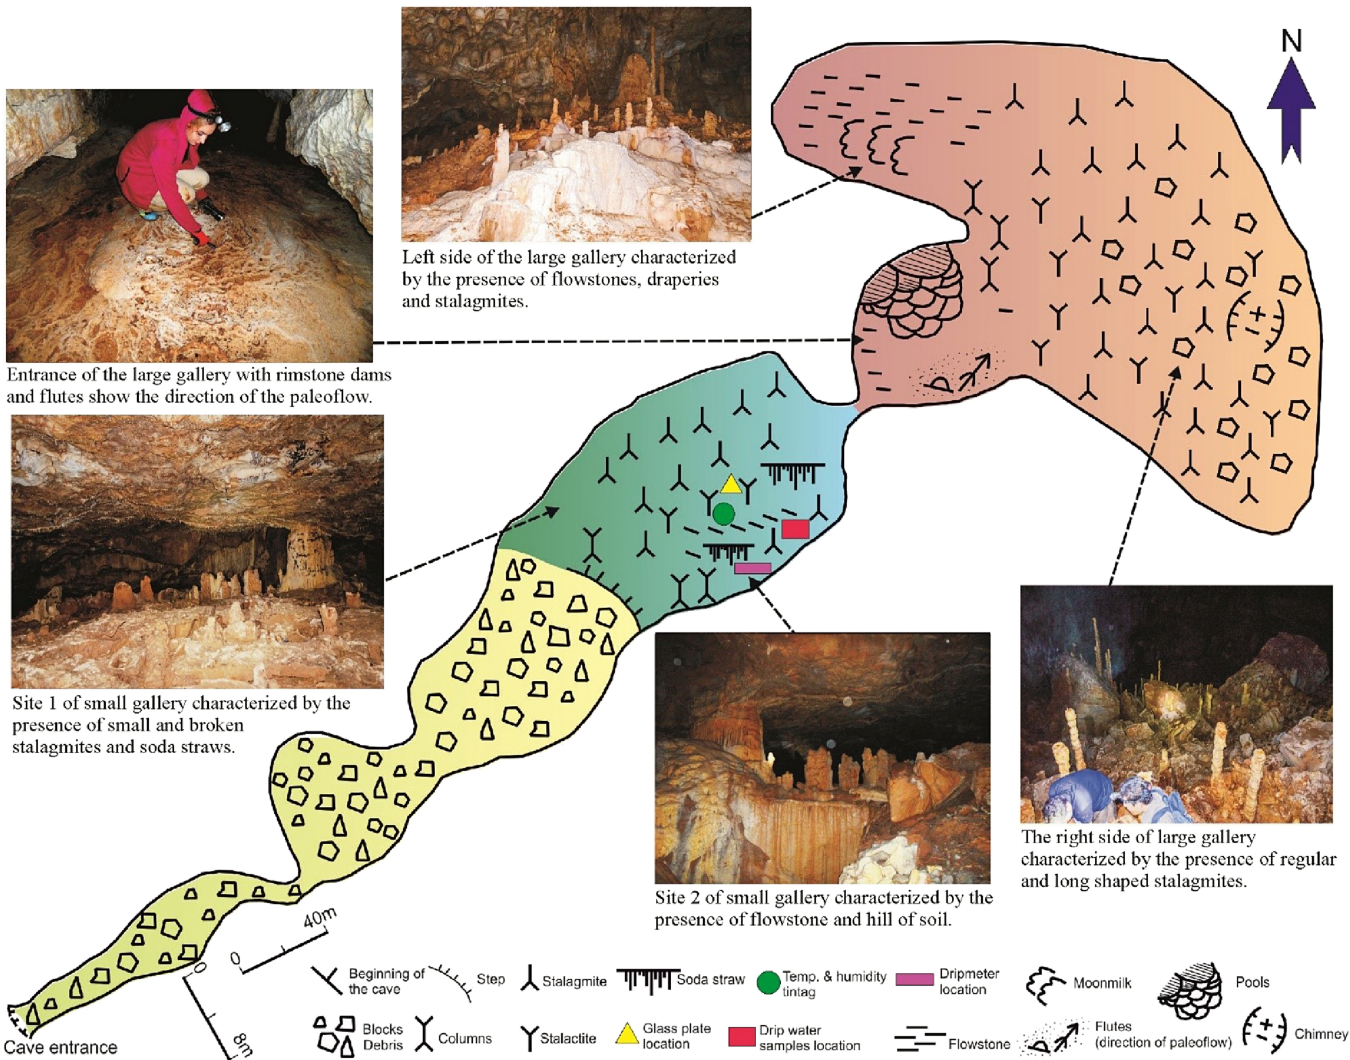 N
Left side of the large gallery characterized
by the presence of flowstones, draperies
and stalagmites.
Entrance of the large gallery with rimstone dams
and flutes show the direction of the paleoflow.
Site 1 of small gallery characterized by the
presence of small and broken
stalagmites and soda straws.
Site 2 of small gallery characterized by the
presence of flowstone and hill of soil.
The right side of large gallery
characterized by the presence of regular
and long shaped stalagmites.
0
40m
0
8m
Cave entrance
Beginning of
the cave
Step
Stalagmite
Soda straw
Temp. & humidity
tintag
Dripmeter
location
Moonmilk
Pools
Blocks
Debris
Columns
Stalactite
Glass plate
location
Drip water
samples location
Flowstone
Flutes
(direction of paleoflow)
Chimney